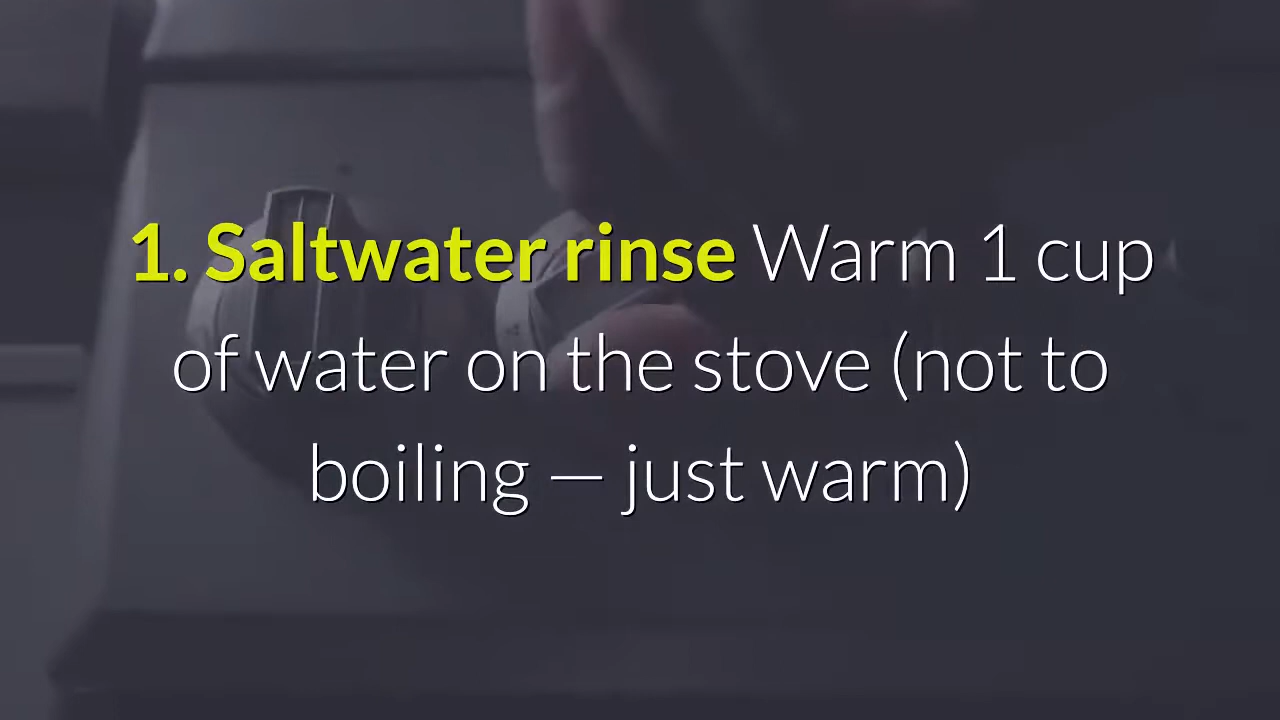 1. Saltwater rinse Warm 1 cup
of water on the stove (not to
boiling — just warm)